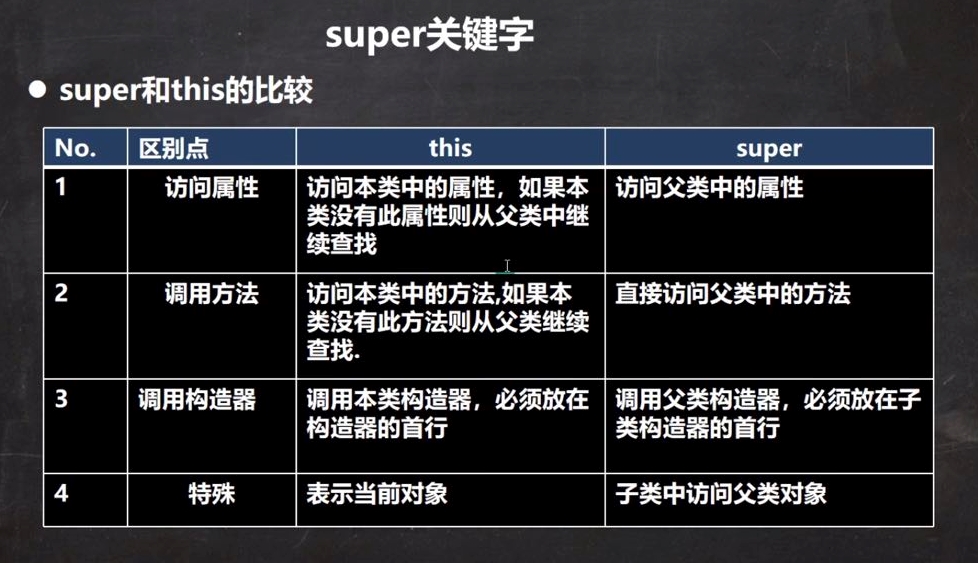 super关键字
● super和this的比较
No. 区别点 this super
1 访问属性 访问本类中的属性，如果本 访问父类中的属性
类没有此属性则从父类中继
续查找
2 调用方法 访问本类中的方法,如果本 直接访问父类中的方法
类没有此方法则从父类继续
查找.
3 调用构造器 调用本类构造器，必须放在 调用父类构造器，必须放在子
构造器的首行 类构造器的首行
4 特殊 表示当前对象 子类中访问父类对象